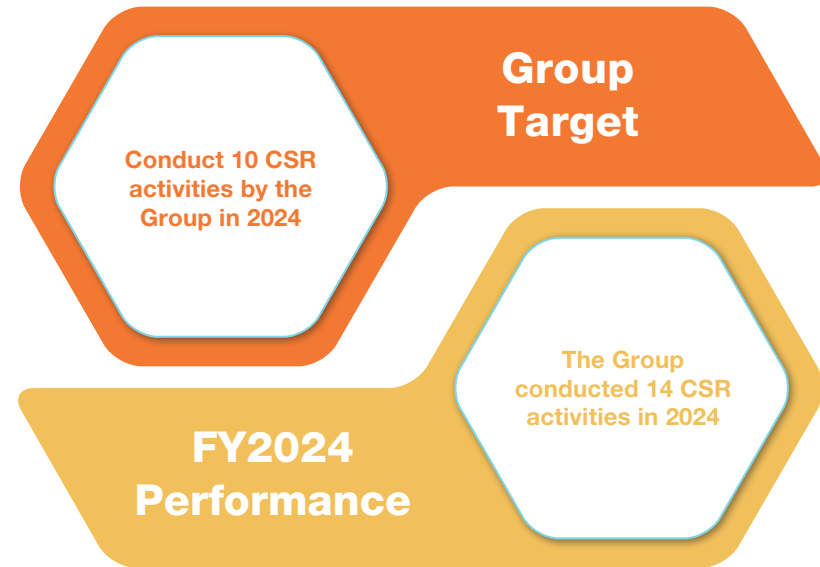 Group
Target
Conduct 10 CSR
activities by the
Group in 2024
The Group
conducted 14 CSR
activities in 2024
FY2024
Performance